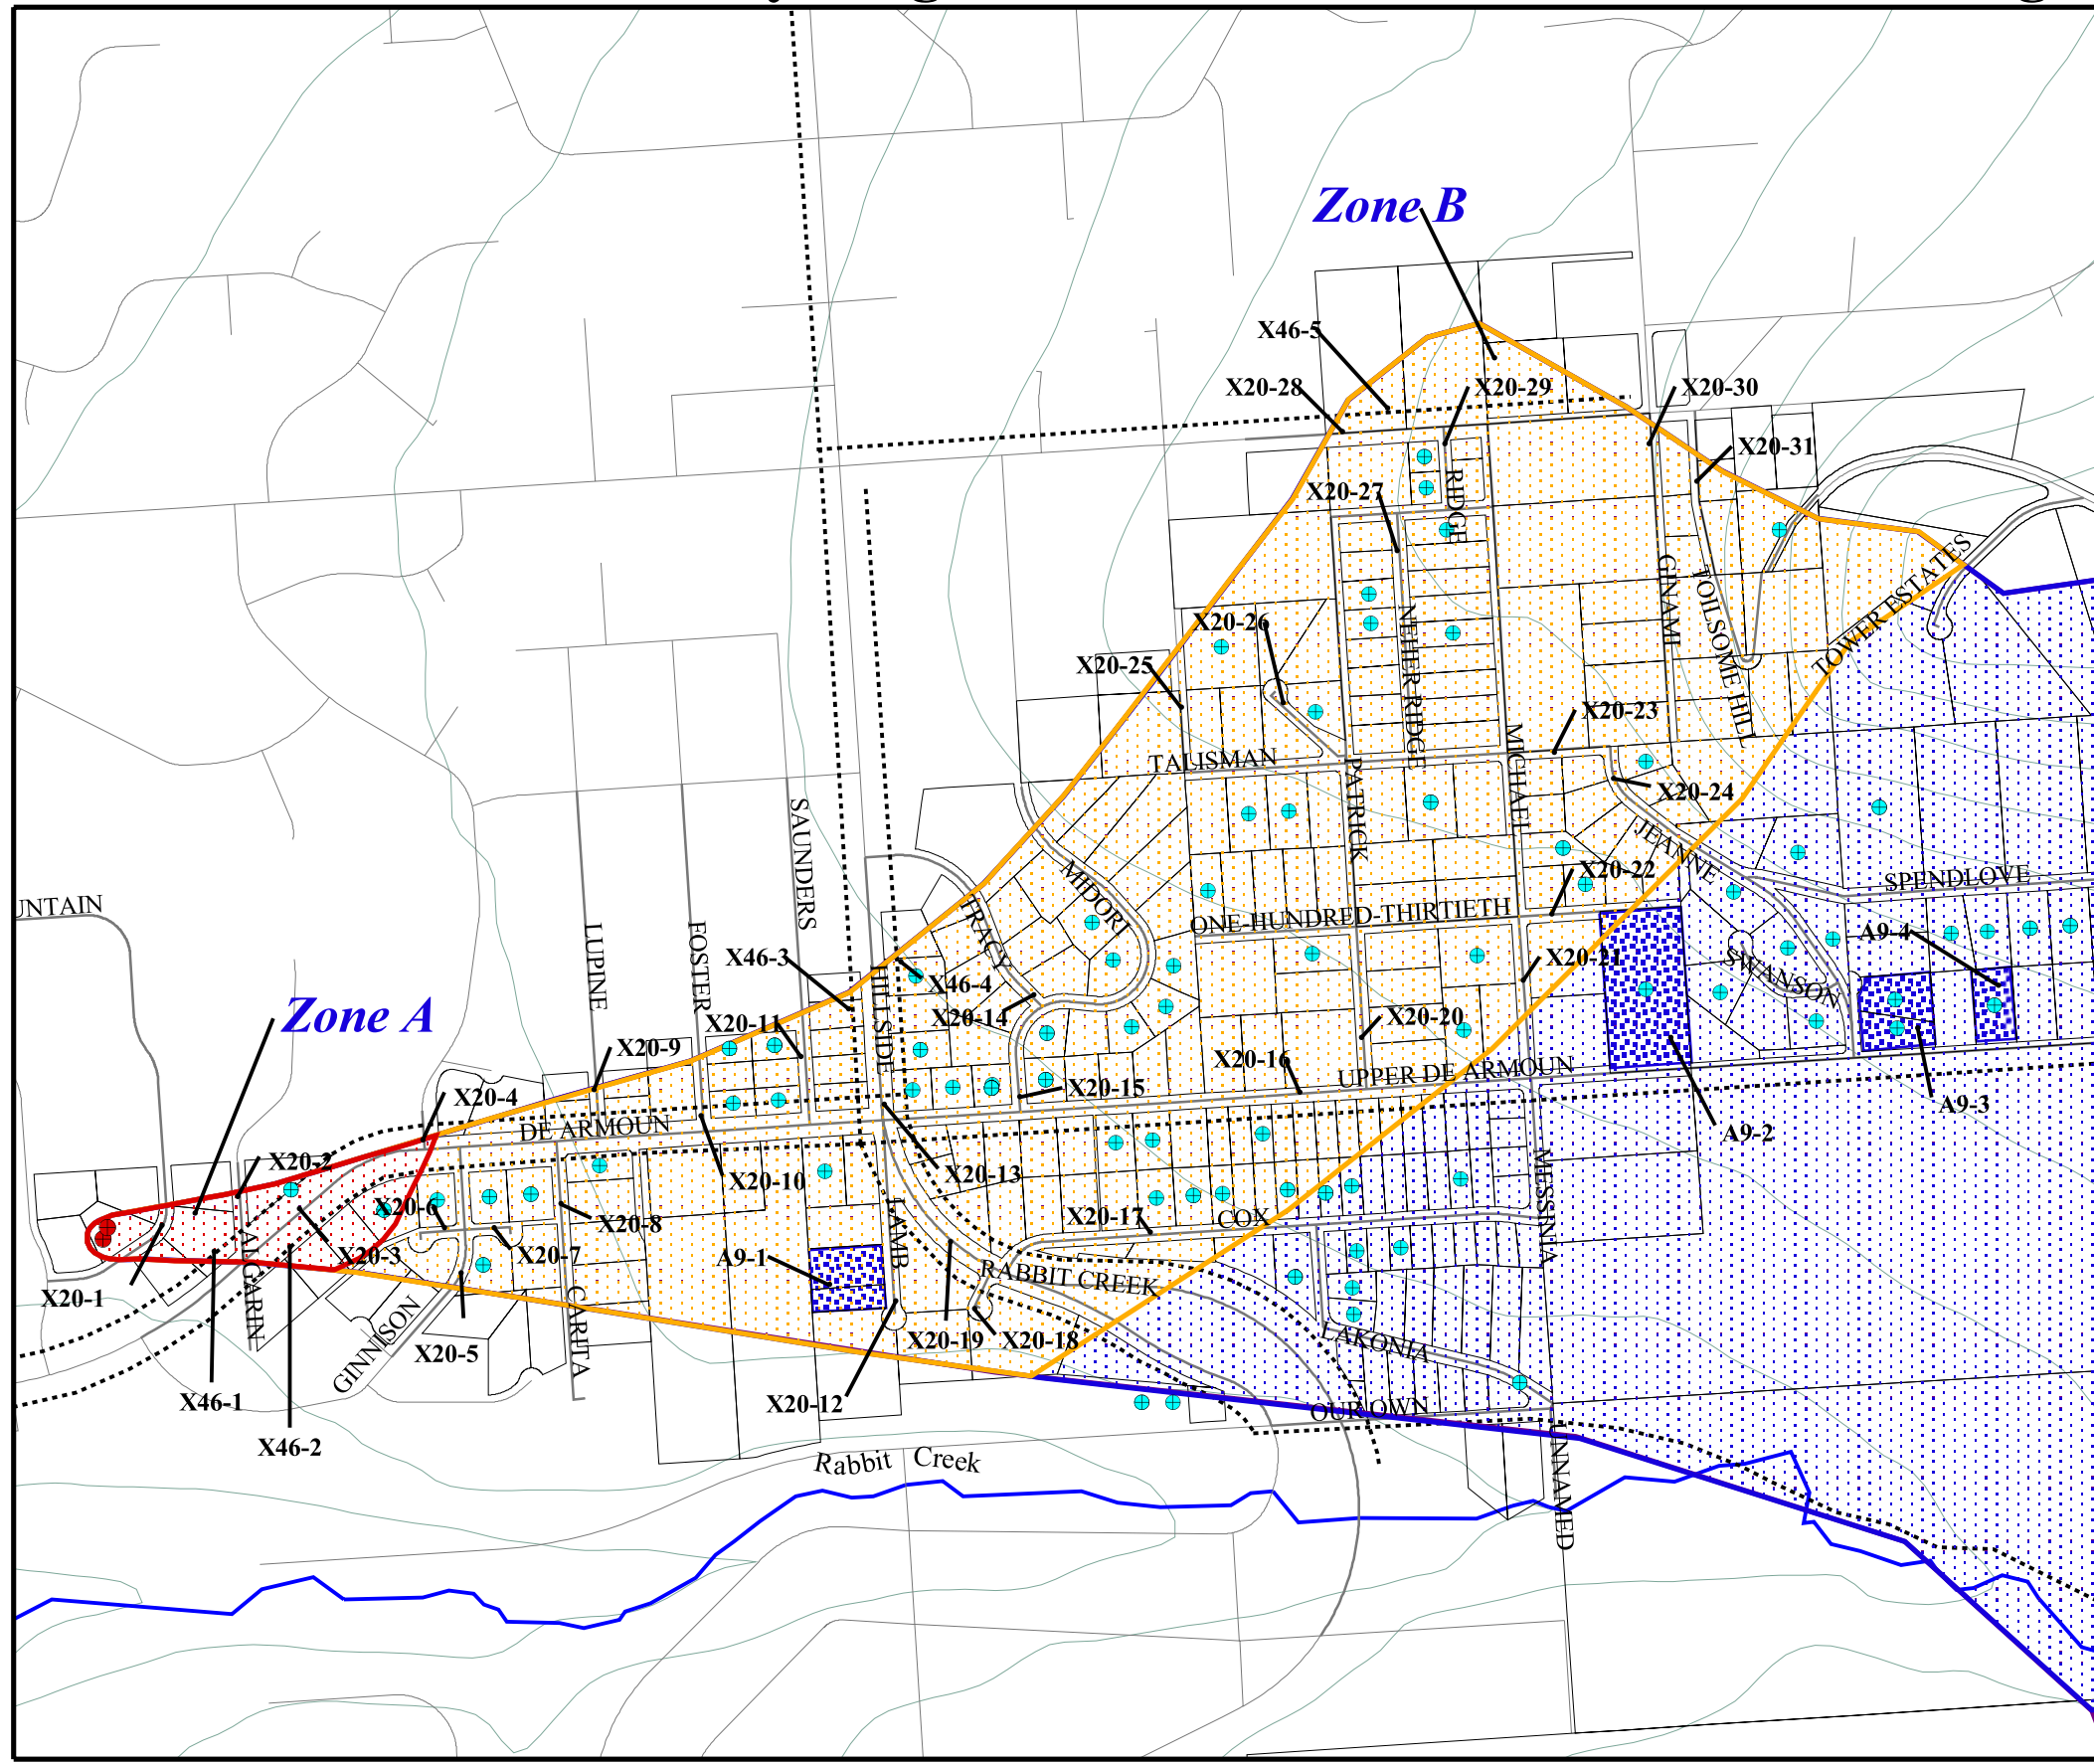 Zone B
X46-5
X20-28
X20-29
X20-30
X20-31
X20-27
RIDGE
TOWER ESTATES
GNAMI
TOILSOME HILL
NEHER RIDGE
X20-26
X20-25
X20-23
MICHAEL
TALISMAN
PATRICK
X20-24
SAUNDERS
JEANNE
MIDORI
X20-22
SPENDLOVE
UNTAIN
TRACY
ONE-HUNDRED-THIRTIETH
LUPINE
FOSTER
X46-3
HILLSIDE
X46-4
X20-21
A9-4
SWANSON
Zone A
X20-11
X20-14
X20-20
X20-9
X20-16
UPPER DE ARMOUN
X20-4
X20-15
A9-3
DE ARMOUN
A9-2
X20-2
X20-10
X20-13
MESSINIA
X20-6
X20-8
LAMB
X20-17
COX
ALGARIN
X20-3
X20-7
A9-1
RABBIT CREEK
X20-1
GINNISON
CARITA
X20-5
X20-19
X20-18
LAKONIA
X46-1
X20-12
OUR OWN
X46-2
Rabbit Creek
UNNAMED